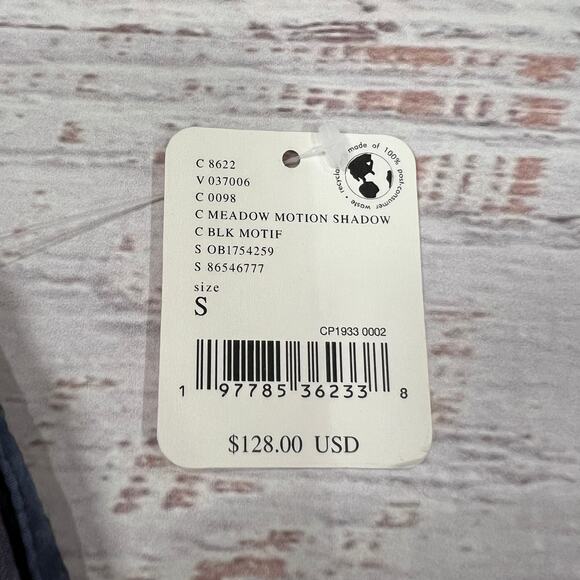 C 8622
V 037006
C 0098
C MEADOW MOTION SHADOW
C BLK MOTIF
S OB1754259
S 86546777
size
S
CP1933 0002
1 97785 36233 8
$128.00 USD
made of 100% post-consumer waste • recycla